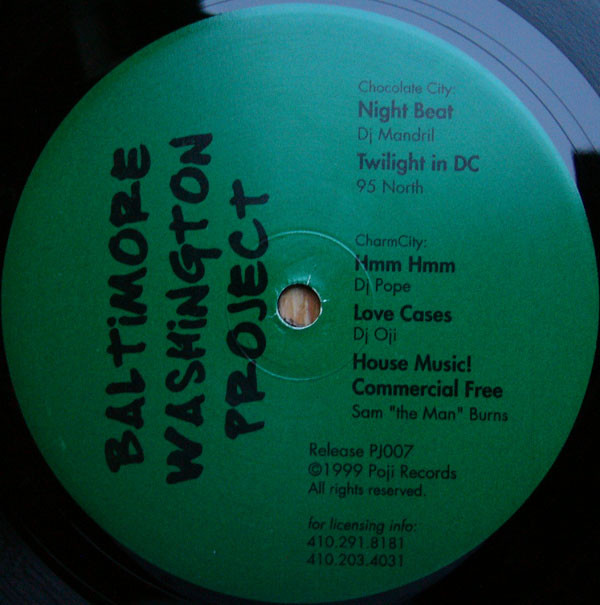 BALTiMORE
WASHiNGTON
PROJECT
Chocolate City:
Night Beat
Dj Mandril
Twilight in DC
95 North
CharmCity:
Hmm Hmm
Dj Pope
Love Cases
Dj Oji
House Music!
Commercial Free
Sam "the Man" Burns
Release PJ007
©1999 Poji Records
All rights reserved.
for licensing info:
410.291.8181
410.203.4031